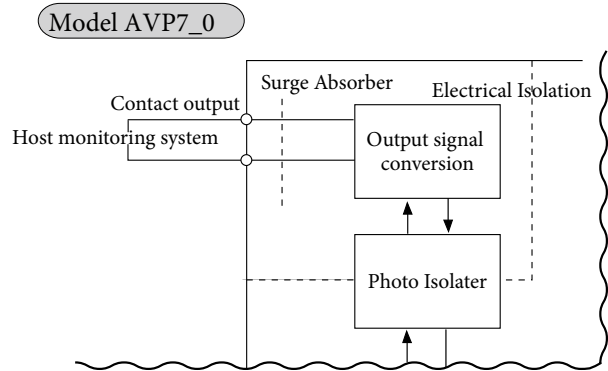 Model AVP7_0
Surge Absorber
Electrical Isolation
Contact output
Host monitoring system
Output signal
conversion
Photo Isolater